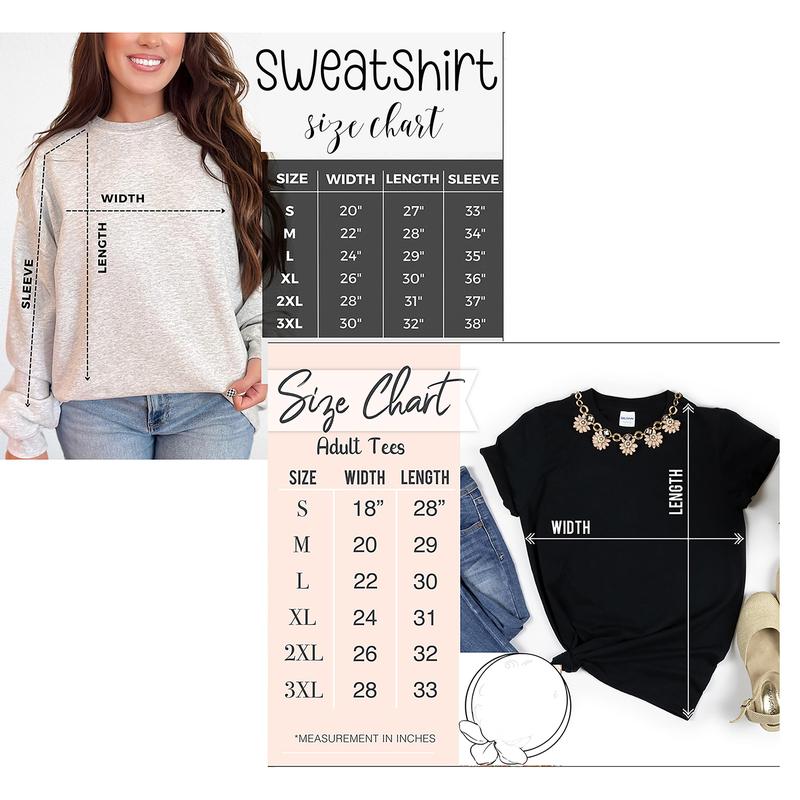 sweatshirt
size chart
SIZE WIDTH LENGTH SLEEVE
S 20" 27" 33"
M 22" 28" 34"
L 24" 29" 35"
XL 26" 30" 36"
2XL 28" 31" 37"
3XL 30" 32" 38"
WIDTH
LENGTH
SLEEVE
Size Chart
Adult Tees
SIZE WIDTH LENGTH
S 18” 28”
M 20 29
L 22 30
XL 24 31
2XL 26 32
3XL 28 33
*MEASUREMENT IN INCHES
WIDTH
LENGTH